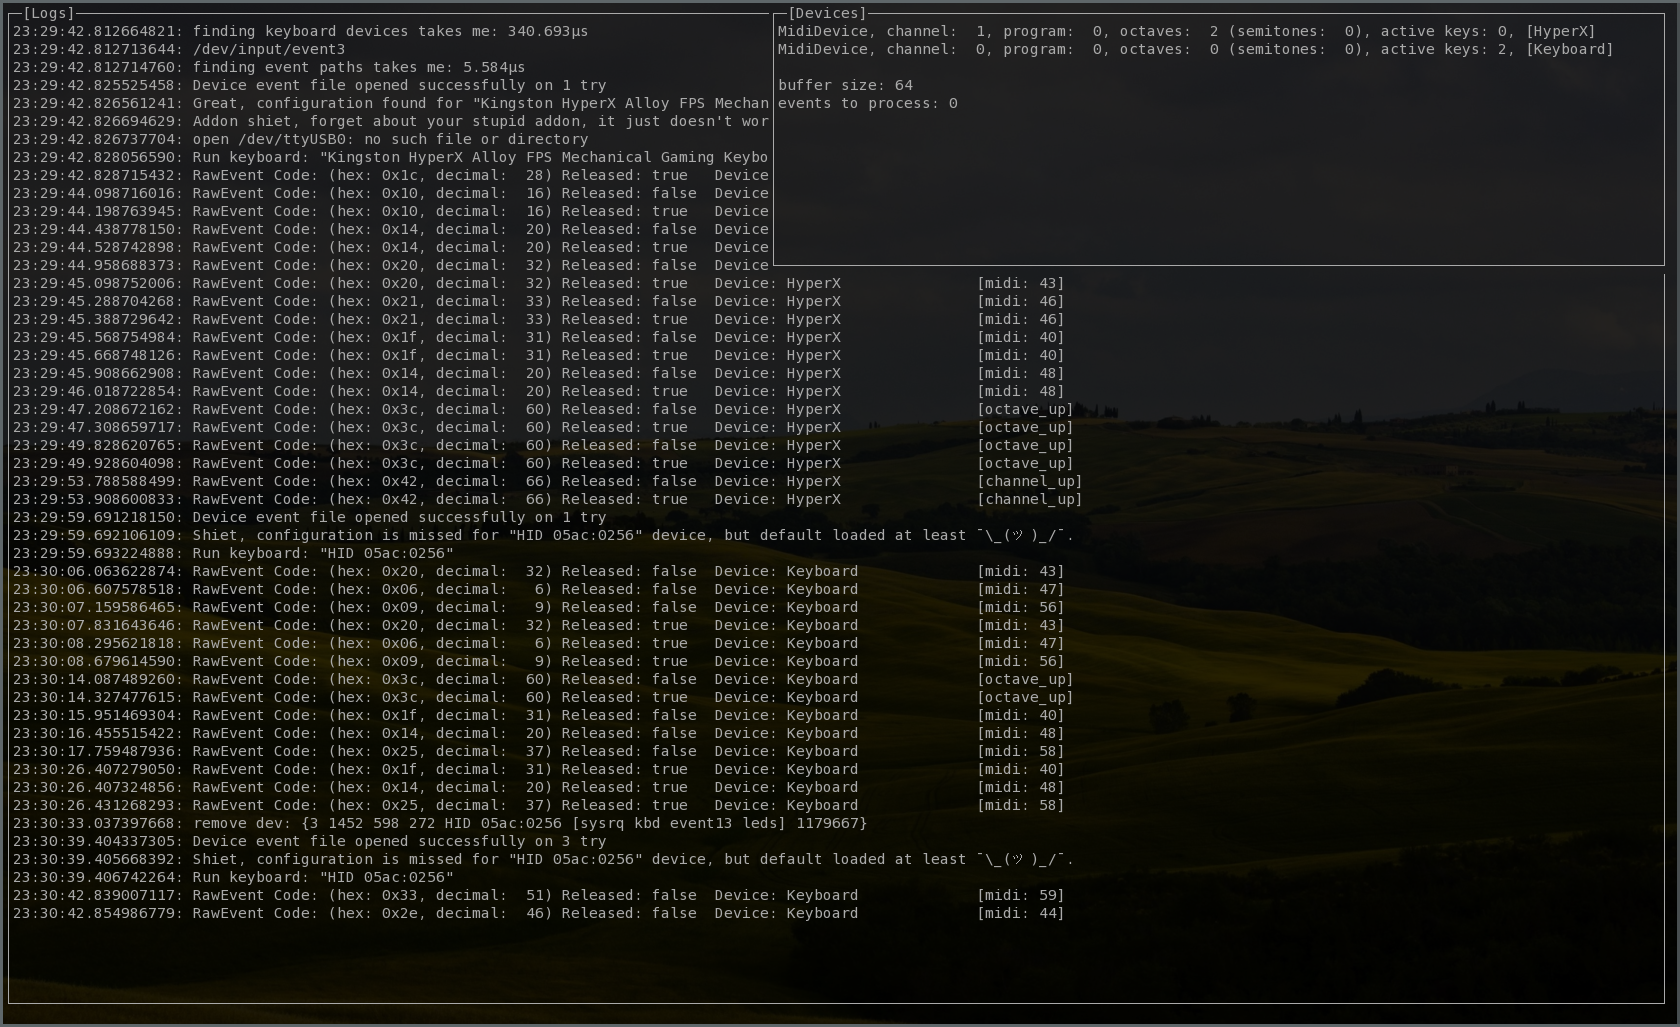 [Logs]
23:29:42.812664821: finding keyboard devices takes me: 340.693µs
23:29:42.812713644: /dev/input/event3
23:29:42.812714760: finding event paths takes me: 5.584µs
23:29:42.825525458: Device event file opened successfully on 1 try
23:29:42.826561241: Great, configuration found for "Kingston HyperX Alloy FPS Mechan
23:29:42.826694629: Addon shiet, forget about your stupid addon, it just doesn't wor
23:29:42.826737704: open /dev/ttyUSB0: no such file or directory
23:29:42.828056590: Run keyboard: "Kingston HyperX Alloy FPS Mechanical Gaming Keybo
23:29:42.828715432: RawEvent Code: (hex: 0x1c, decimal:  28) Released: true   Device
23:29:44.098716016: RawEvent Code: (hex: 0x10, decimal:  16) Released: false  Device
23:29:44.198763945: RawEvent Code: (hex: 0x10, decimal:  16) Released: true   Device
23:29:44.438778150: RawEvent Code: (hex: 0x14, decimal:  20) Released: false  Device
23:29:44.528742898: RawEvent Code: (hex: 0x14, decimal:  20) Released: true   Device
23:29:44.958688373: RawEvent Code: (hex: 0x20, decimal:  32) Released: false  Device
23:29:45.098752006: RawEvent Code: (hex: 0x20, decimal:  32) Released: true   Device: HyperX               [midi: 43]
23:29:45.288704268: RawEvent Code: (hex: 0x21, decimal:  33) Released: false  Device: HyperX               [midi: 46]
23:29:45.388729642: RawEvent Code: (hex: 0x21, decimal:  33) Released: true   Device: HyperX               [midi: 46]
23:29:45.568754984: RawEvent Code: (hex: 0x1f, decimal:  31) Released: false  Device: HyperX               [midi: 40]
23:29:45.668748126: RawEvent Code: (hex: 0x1f, decimal:  31) Released: true   Device: HyperX               [midi: 40]
23:29:45.908662908: RawEvent Code: (hex: 0x14, decimal:  20) Released: false  Device: HyperX               [midi: 48]
23:29:46.018722854: RawEvent Code: (hex: 0x14, decimal:  20) Released: true   Device: HyperX               [midi: 48]
23:29:47.208672162: RawEvent Code: (hex: 0x3c, decimal:  60) Released: false  Device: HyperX               [octave_up]
23:29:47.308659717: RawEvent Code: (hex: 0x3c, decimal:  60) Released: true   Device: HyperX               [octave_up]
23:29:49.828620765: RawEvent Code: (hex: 0x3c, decimal:  60) Released: false  Device: HyperX               [octave_up]
23:29:49.928604098: RawEvent Code: (hex: 0x3c, decimal:  60) Released: true   Device: HyperX               [octave_up]
23:29:53.788588499: RawEvent Code: (hex: 0x42, decimal:  66) Released: false  Device: HyperX               [channel_up]
23:29:53.908600833: RawEvent Code: (hex: 0x42, decimal:  66) Released: true   Device: HyperX               [channel_up]
23:29:59.691218150: Device event file opened successfully on 1 try
23:29:59.692106109: Shiet, configuration is missed for "HID 05ac:0256" device, but default loaded at least ¯\_(ツ)_/¯.
23:29:59.693224888: Run keyboard: "HID 05ac:0256"
23:30:06.063622874: RawEvent Code: (hex: 0x20, decimal:  32) Released: false  Device: Keyboard             [midi: 43]
23:30:06.607578518: RawEvent Code: (hex: 0x06, decimal:   6) Released: false  Device: Keyboard             [midi: 47]
23:30:07.159586465: RawEvent Code: (hex: 0x09, decimal:   9) Released: false  Device: Keyboard             [midi: 56]
23:30:07.831643646: RawEvent Code: (hex: 0x20, decimal:  32) Released: true   Device: Keyboard             [midi: 43]
23:30:08.295621818: RawEvent Code: (hex: 0x06, decimal:   6) Released: true   Device: Keyboard             [midi: 47]
23:30:08.679614590: RawEvent Code: (hex: 0x09, decimal:   9) Released: true   Device: Keyboard             [midi: 56]
23:30:14.087489260: RawEvent Code: (hex: 0x3c, decimal:  60) Released: false  Device: Keyboard             [octave_up]
23:30:14.327477615: RawEvent Code: (hex: 0x3c, decimal:  60) Released: true   Device: Keyboard             [octave_up]
23:30:15.951469304: RawEvent Code: (hex: 0x1f, decimal:  31) Released: false  Device: Keyboard             [midi: 40]
23:30:16.455515422: RawEvent Code: (hex: 0x14, decimal:  20) Released: false  Device: Keyboard             [midi: 48]
23:30:17.759487936: RawEvent Code: (hex: 0x25, decimal:  37) Released: false  Device: Keyboard             [midi: 58]
23:30:26.407279050: RawEvent Code: (hex: 0x1f, decimal:  31) Released: true   Device: Keyboard             [midi: 40]
23:30:26.407324856: RawEvent Code: (hex: 0x14, decimal:  20) Released: true   Device: Keyboard             [midi: 48]
23:30:26.431268293: RawEvent Code: (hex: 0x25, decimal:  37) Released: true   Device: Keyboard             [midi: 58]
23:30:33.037397668: remove dev: {3 1452 598 272 HID 05ac:0256 [sysrq kbd event13 leds] 1179667}
23:30:39.404337305: Device event file opened successfully on 3 try
23:30:39.405668392: Shiet, configuration is missed for "HID 05ac:0256" device, but default loaded at least ¯\_(ツ)_/¯.
23:30:39.406742264: Run keyboard: "HID 05ac:0256"
23:30:42.839007117: RawEvent Code: (hex: 0x33, decimal:  51) Released: false  Device: Keyboard             [midi: 59]
23:30:42.854986779: RawEvent Code: (hex: 0x2e, decimal:  46) Released: false  Device: Keyboard             [midi: 44]
[Devices]
MidiDevice, channel:  1, program:  0, octaves:  2 (semitones:  0), active keys: 0, [HyperX]
MidiDevice, channel:  0, program:  0, octaves:  0 (semitones:  0), active keys: 2, [Keyboard]
buffer size: 64
events to process: 0